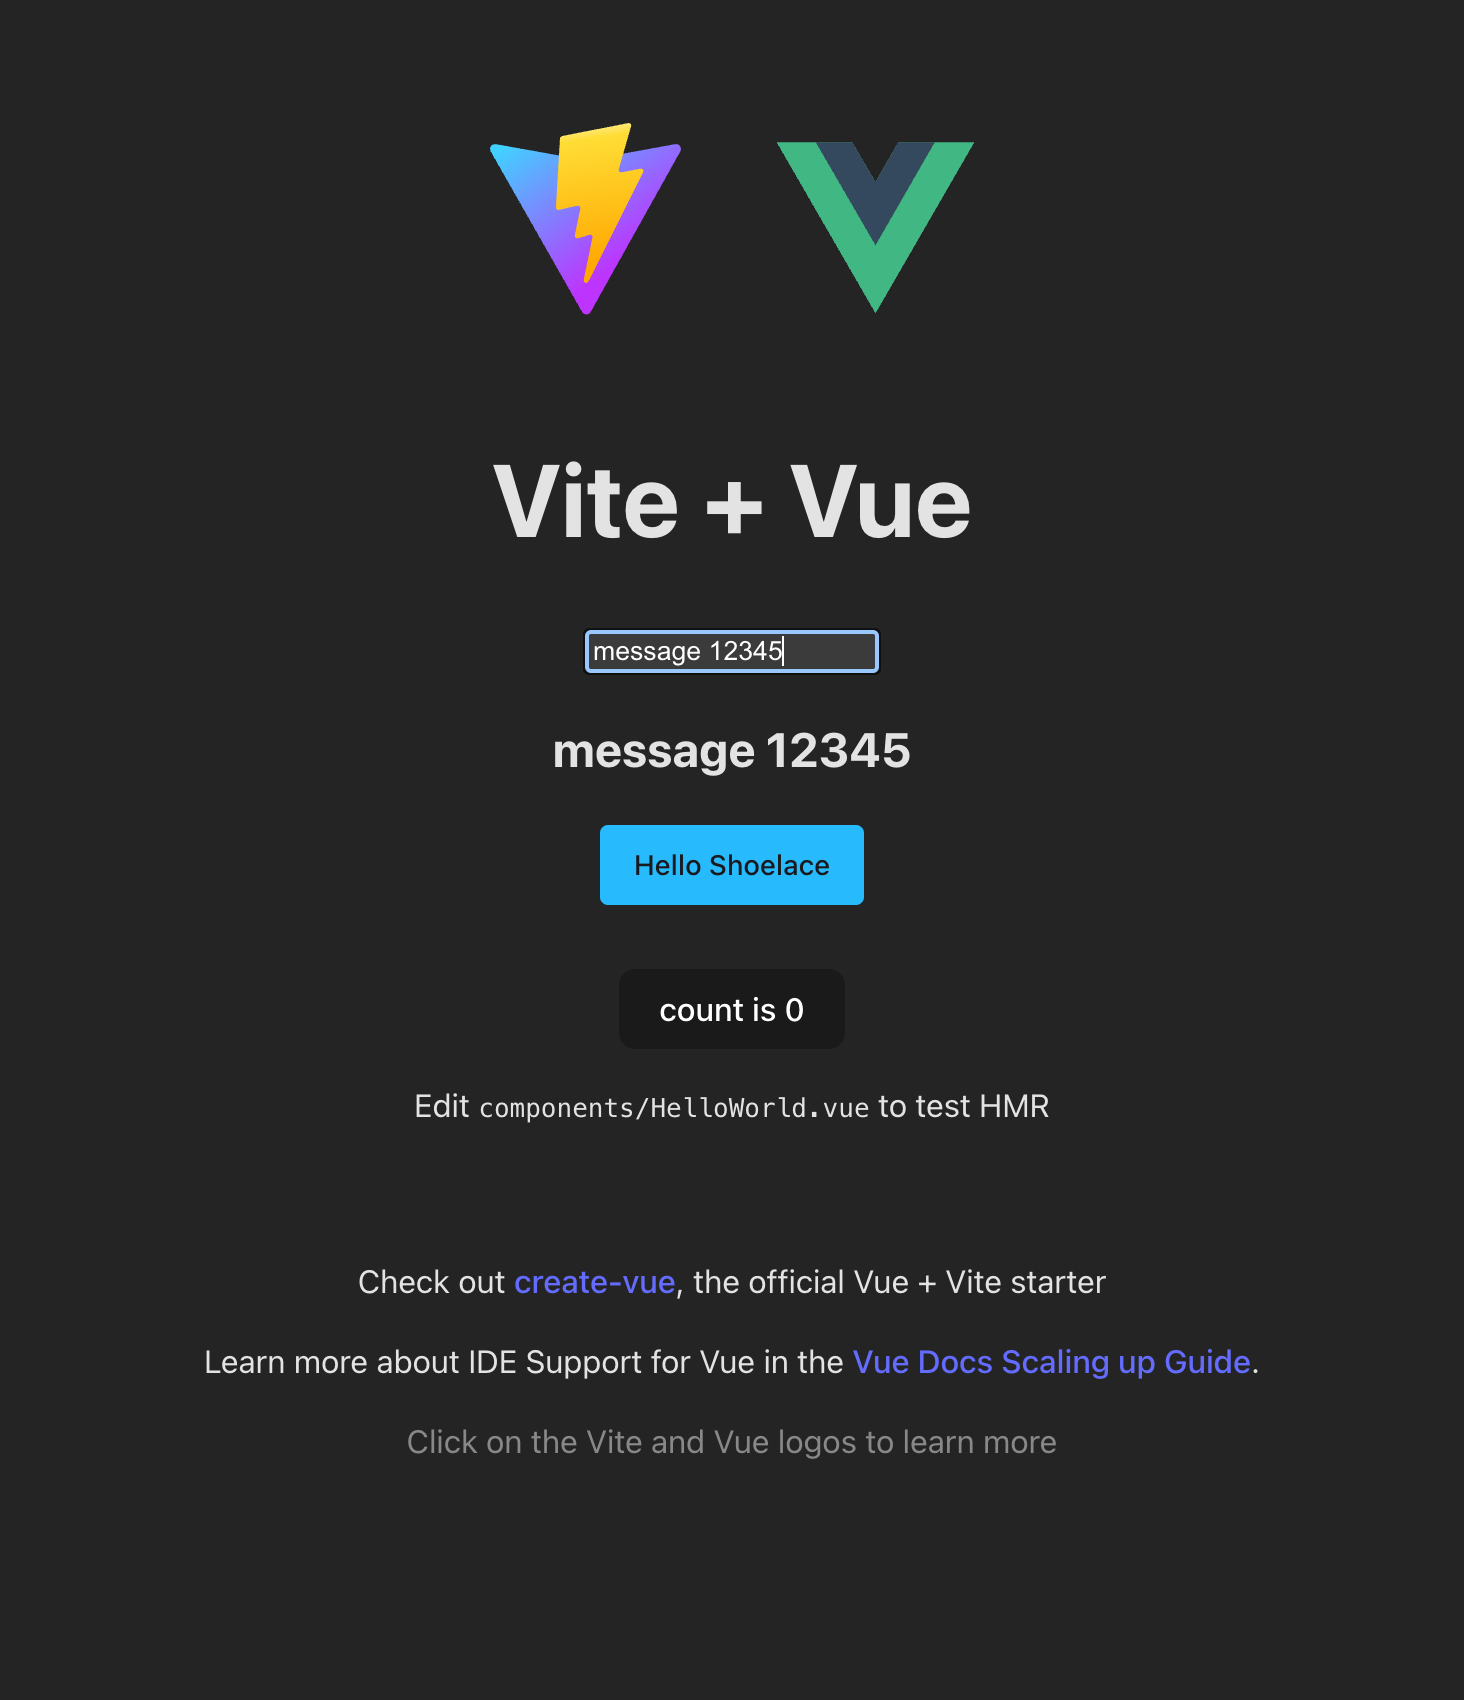 Vite + Vue
message 12345
message 12345
Hello Shoelace
count is 0
Edit components/HelloWorld.vue to test HMR
Check out create-vue, the official Vue + Vite starter
Learn more about IDE Support for Vue in the Vue Docs Scaling up Guide.
Click on the Vite and Vue logos to learn more